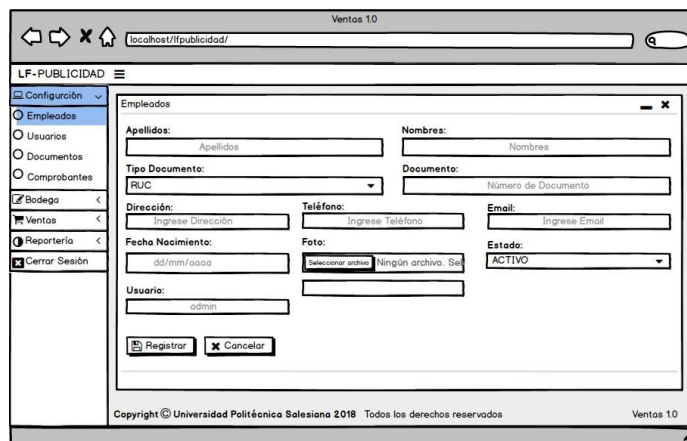 Ventas 1.0
localhost/lfpublicidad/
LF-PUBLICIDAD
Configurción
Empleados
Usuarios
Documentos
Comprobantes
Bodega
Ventas
Reportería
Cerrar Sesión
Empleados
Apellidos: Nombres:
Apellidos Nombres
Tipo Documento: Documento:
RUC Número de Documento
Dirección: Teléfono: Email:
Ingrese Dirección Ingrese Teléfono Ingrese Email
Fecha Nacimiento: Foto: Estado:
dd/mm/aaaa Seleccionar archivo Ningún archivo.. Sel ACTIVO
Usuario:
admin
Registrar Cancelar
Copyright © Universidad Politécnica Salesiana 2018 Todos los derechos reservados Ventas 1.0